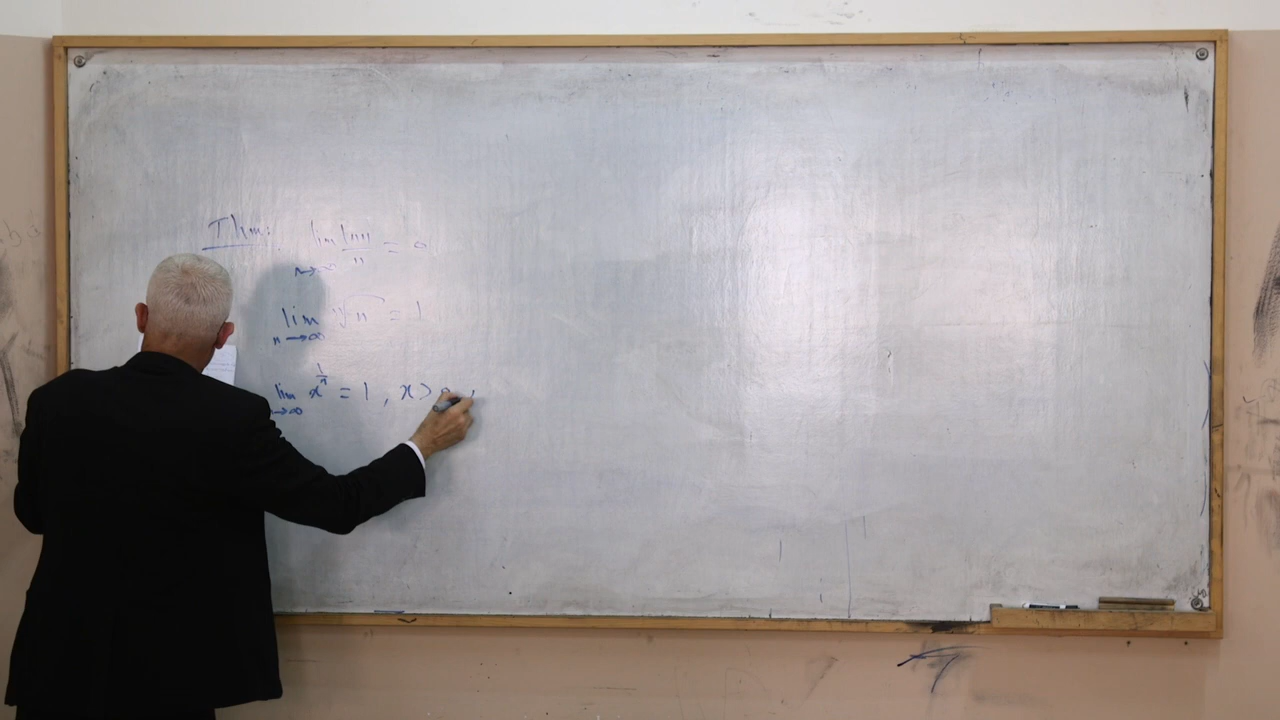 Thm: lim ln n / n = 0
n→∞
lim ⁿ√n = 1
n→∞
lim x^(1/n) = 1 , x > 0
n→∞